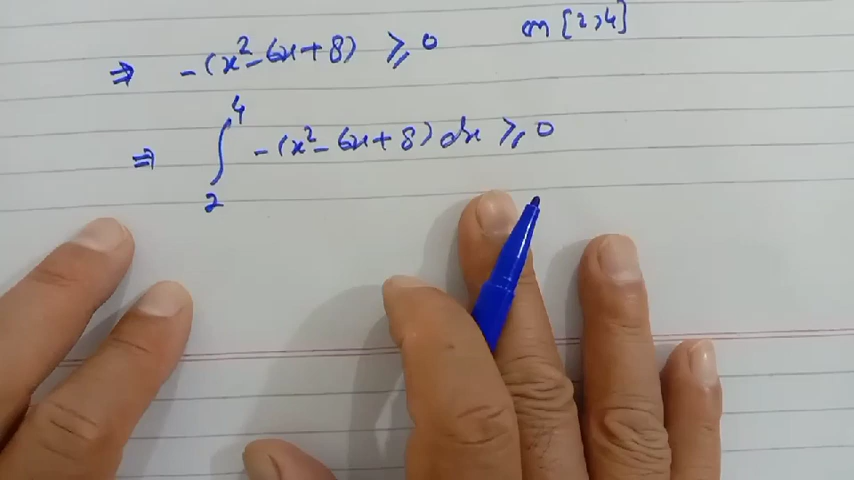 ⇒ -(x²-6x+8) ⩾ 0 on [2,4]
⇒ ∫₂⁴ -(x²-6x+8) dx ⩾ 0